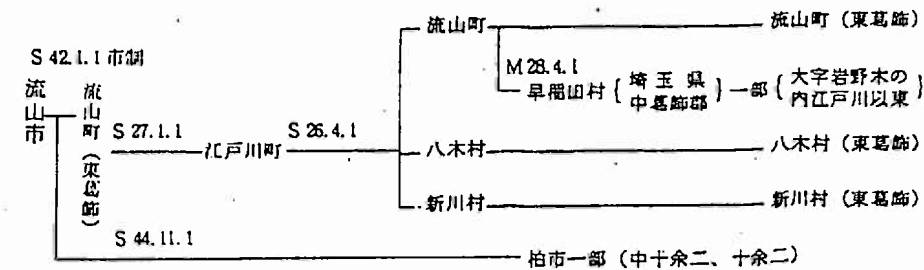 流山町 流山町 (東葛飾)
S 42.1.1 市制
M 28.4.1
早稲田村 { 埼玉県 中葛飾郡 } 一部 { 大字岩野木の 内江戸川以東 }
流山市
流山町 (東葛飾)
S 27.1.1
江戸川町
S 26.4.1
八木村 八木村 (東葛飾)
新川村 新川村 (東葛飾)
S 44.11.1
柏市一部 (中十余二、十余二)